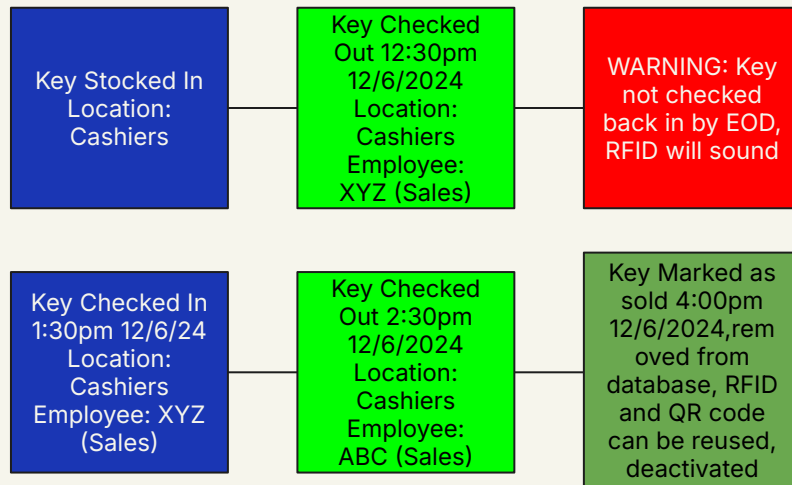 Key Stocked In
Location:
Cashiers
Key Checked
Out 12:30pm
12/6/2024
Location:
Cashiers
Employee:
XYZ (Sales)
WARNING: Key
not checked
back in by EOD,
RFID will sound
Key Checked In
1:30pm 12/6/24
Location:
Cashiers
Employee: XYZ
(Sales)
Key Checked
Out 2:30pm
12/6/2024
Location:
Cashiers
Employee:
ABC (Sales)
Key Marked as
sold 4:00pm
12/6/2024,rem
oved from
database, RFID
and QR code
can be reused,
deactivated